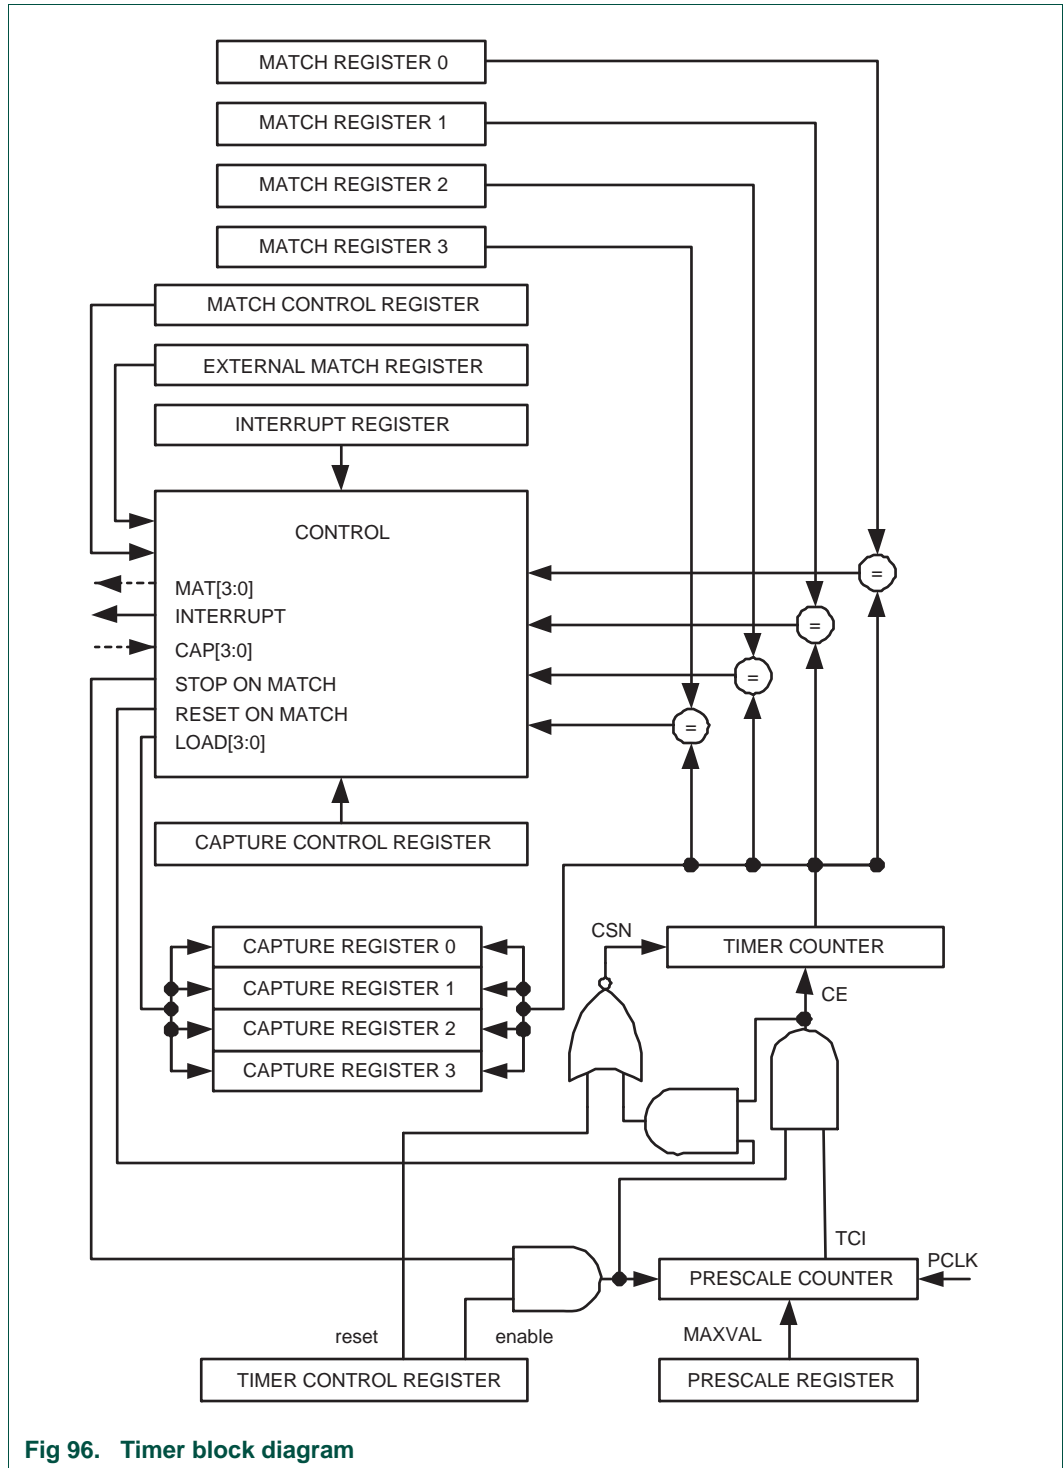 MATCH REGISTER 0
MATCH REGISTER 1
MATCH REGISTER 2
MATCH REGISTER 3
MATCH CONTROL REGISTER
EXTERNAL MATCH REGISTER
INTERRUPT REGISTER
CONTROL
MAT[3:0]
INTERRUPT
CAP[3:0]
STOP ON MATCH
RESET ON MATCH
LOAD[3:0]
=
=
=
=
CAPTURE CONTROL REGISTER
CSN
TIMER COUNTER
CE
CAPTURE REGISTER 0
CAPTURE REGISTER 1
CAPTURE REGISTER 2
CAPTURE REGISTER 3
TCI
PCLK
PRESCALE COUNTER
reset
enable
MAXVAL
TIMER CONTROL REGISTER
PRESCALE REGISTER
Fig 96. Timer block diagram